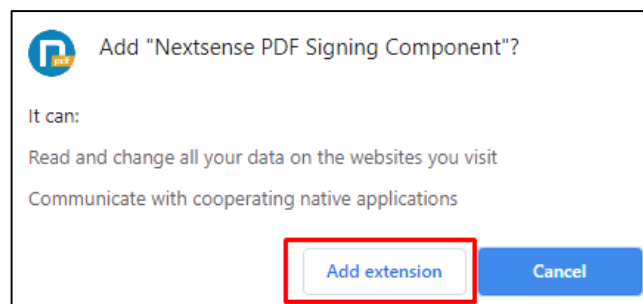 Add "Nextsense PDF Signing Component"?
pdf
It can:
Read and change all your data on the websites you visit
Communicate with cooperating native applications
Add extension
Cancel